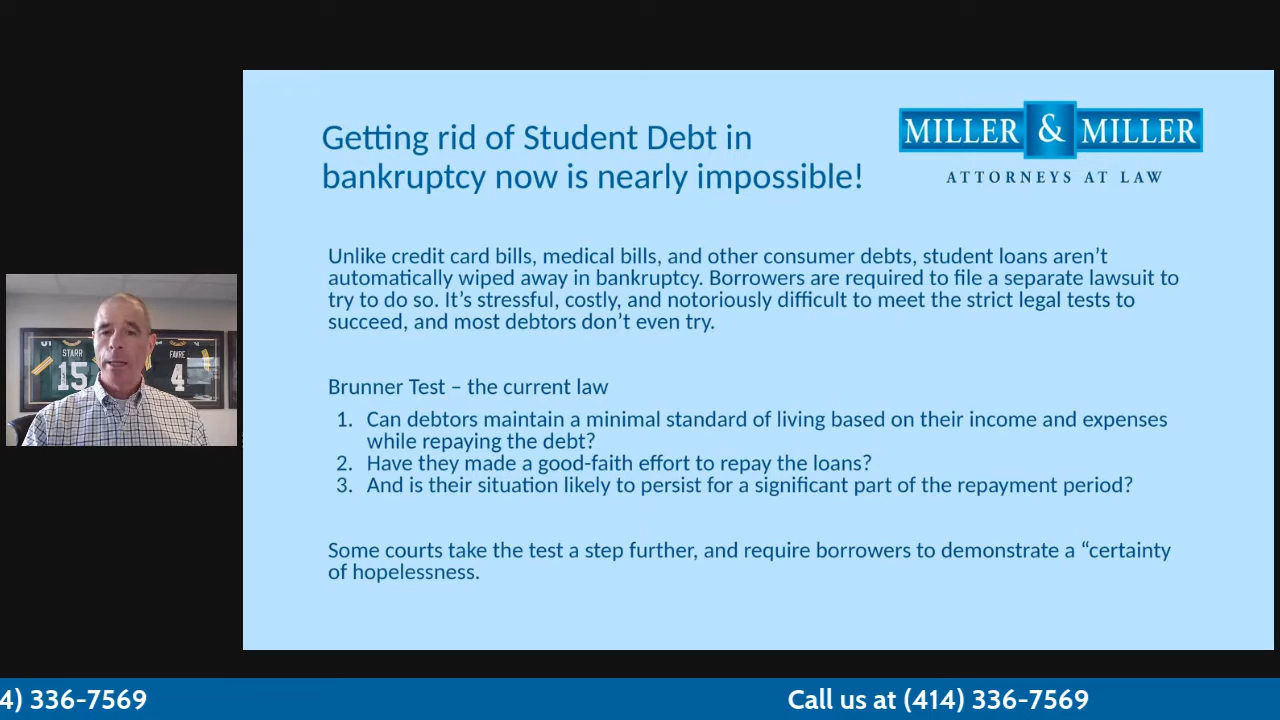 Getting rid of Student Debt in
bankruptcy now is nearly impossible!
MILLER & MILLER
ATTORNEYS AT LAW
Unlike credit card bills, medical bills, and other consumer debts, student loans aren’t
automatically wiped away in bankruptcy. Borrowers are required to file a separate lawsuit to
try to do so. It’s stressful, costly, and notoriously difficult to meet the strict legal tests to
succeed, and most debtors don’t even try.
Brunner Test – the current law
1. Can debtors maintain a minimal standard of living based on their income and expenses
while repaying the debt?
2. Have they made a good-faith effort to repay the loans?
3. And is their situation likely to persist for a significant part of the repayment period?
Some courts take the test a step further, and require borrowers to demonstrate a “certainty
of hopelessness.
STARR
15
FAVRE
4
4) 336-7569
Call us at (414) 336-7569